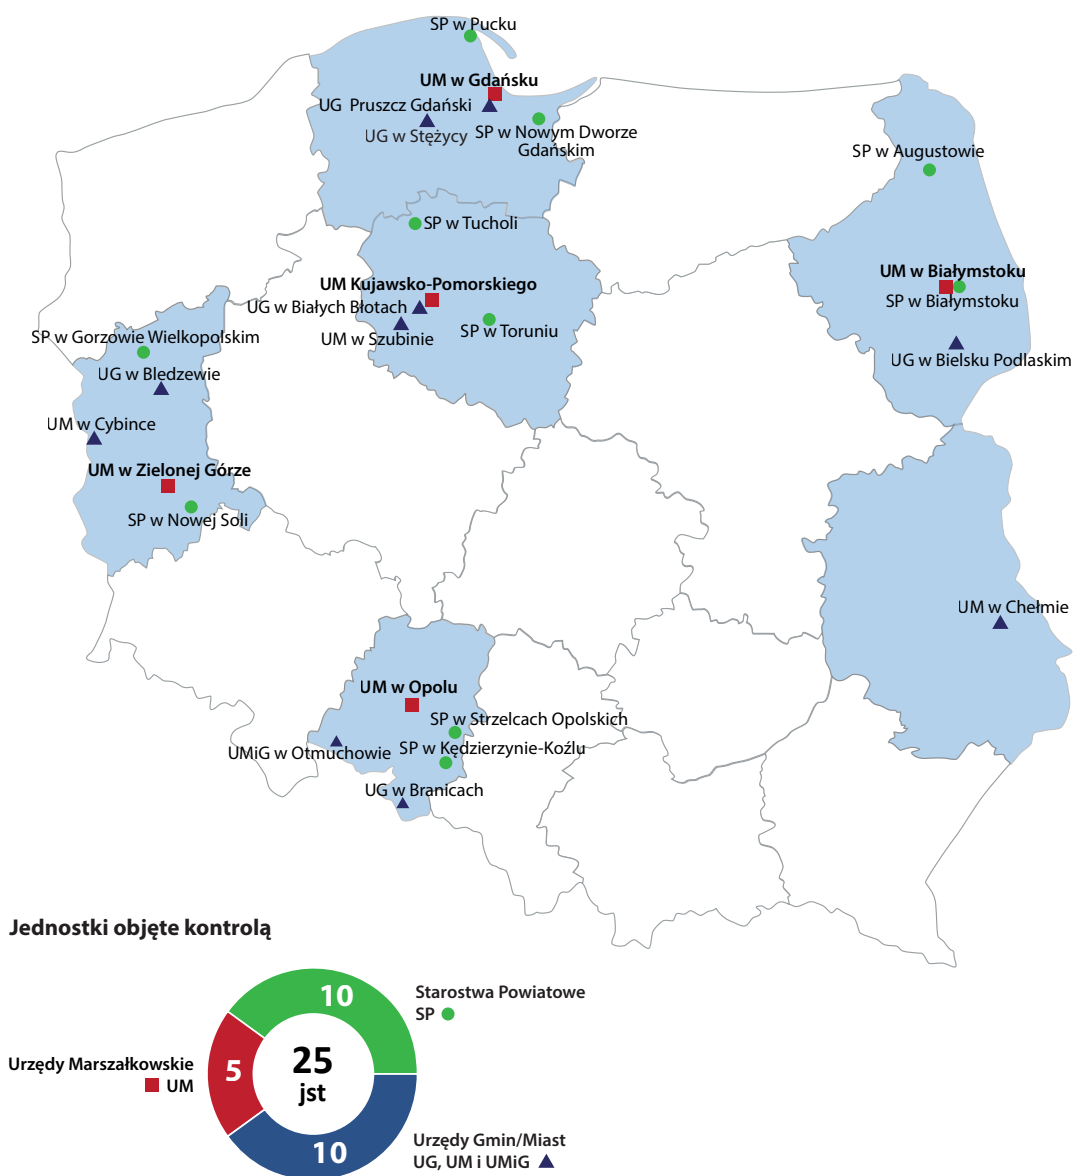 SP w Pucku
UM w Gdańsku
UG Pruszcz Gdański
UG w Stężycy
SP w Nowym Dworze
Gdańskim
SP w Augustowie
SP w Tucholi
UM w Białymstoku
SP w Białymstoku
UM Kujawsko-Pomorskiego
UG w Białych Błotach
UM w Szubinie
SP w Toruniu
SP w Gorzowie Wielkopolskim
UG w Bledzewie
UG w Bielsku Podlaskim
UM w Cybince
UM w Zielonej Górze
SP w Nowej Soli
UM w Chełmie
UM w Opolu
SP w Strzelcach Opolskich
UMiG w Otmuchowie
SP w Kędzierzynie-Koźlu
UG w Branicach
Jednostki objęte kontrolą
10
Starostwa Powiatowe
SP
Urzędy Marszałkowskie
UM
5
25
jst
10
Urzędy Gmin/Miast
UG, UM i UMiG